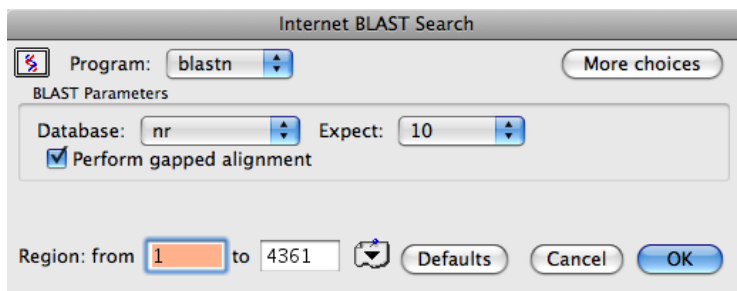 Internet BLAST Search
Program: blastn More choices
BLAST Parameters
Database: nr Expect: 10
Perform gapped alignment
Region: from 1 to 4361 Defaults Cancel OK